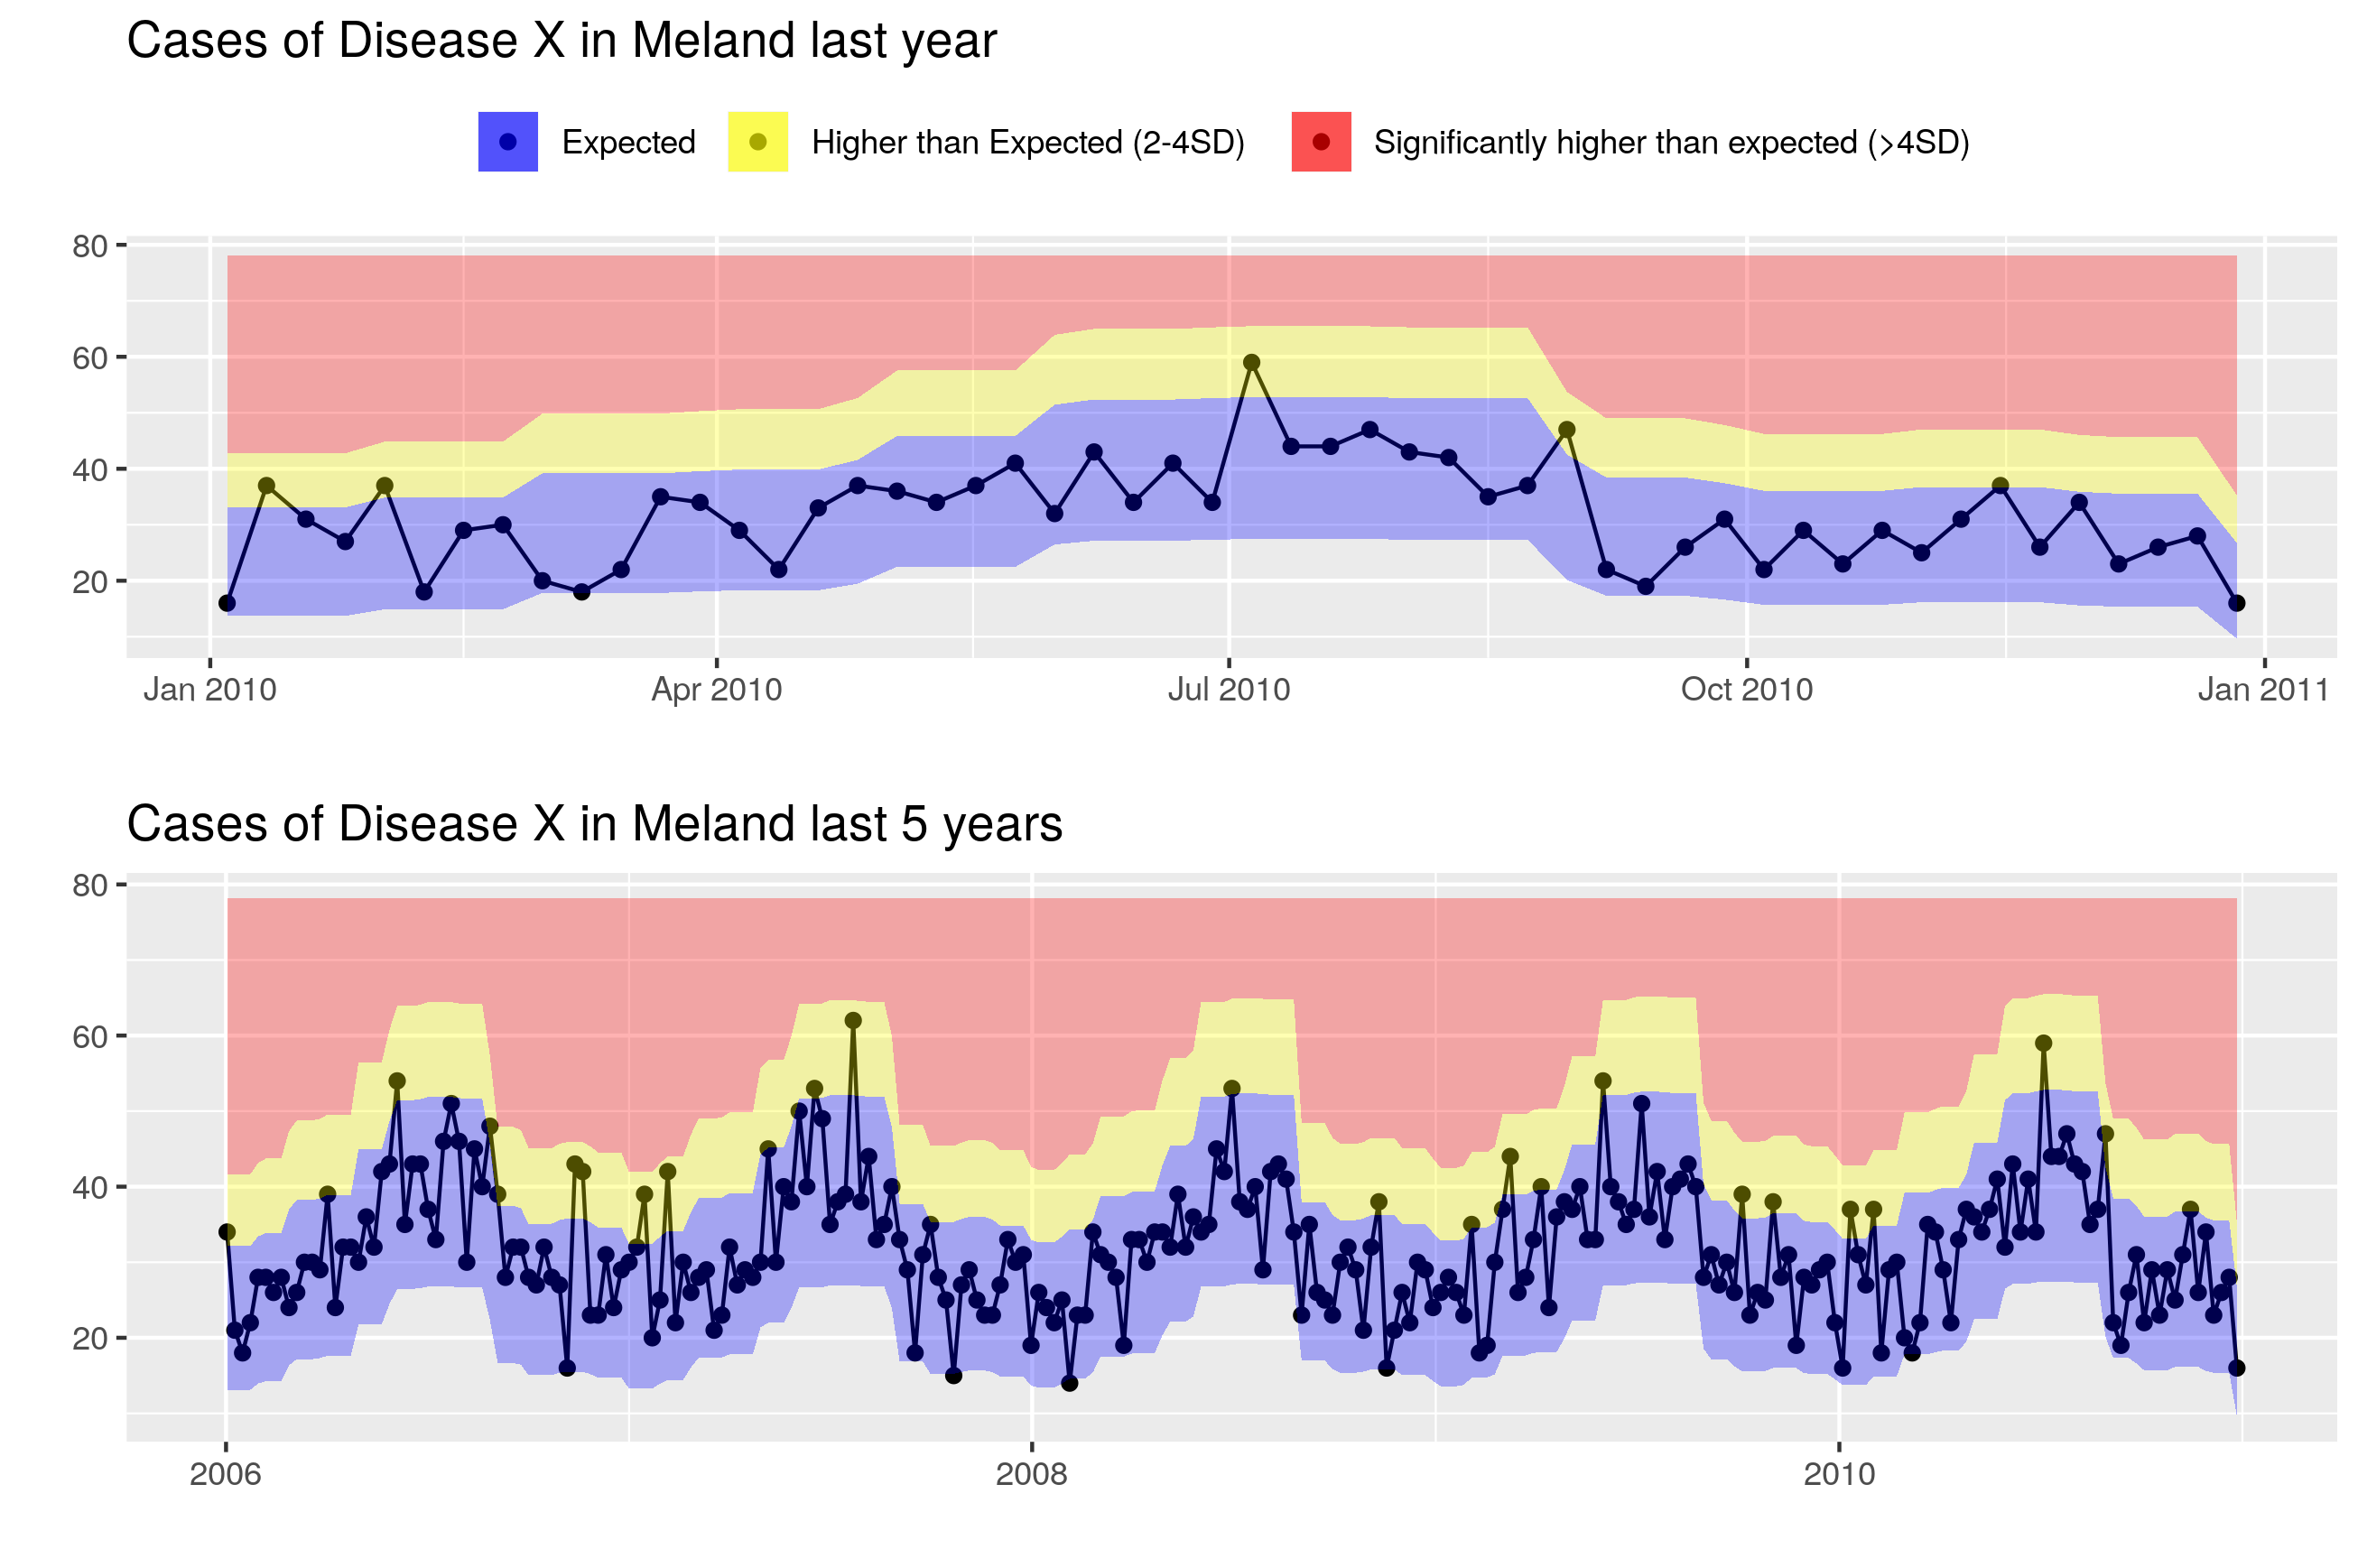 Cases of Disease X in Meland last year
Expected Higher than Expected (2-4SD) Significantly higher than expected (>4SD)
80
60
40
20
Jan 2010 Apr 2010 Jul 2010 Oct 2010 Jan 2011
Cases of Disease X in Meland last 5 years
80
60
40
20
2006 2008 2010